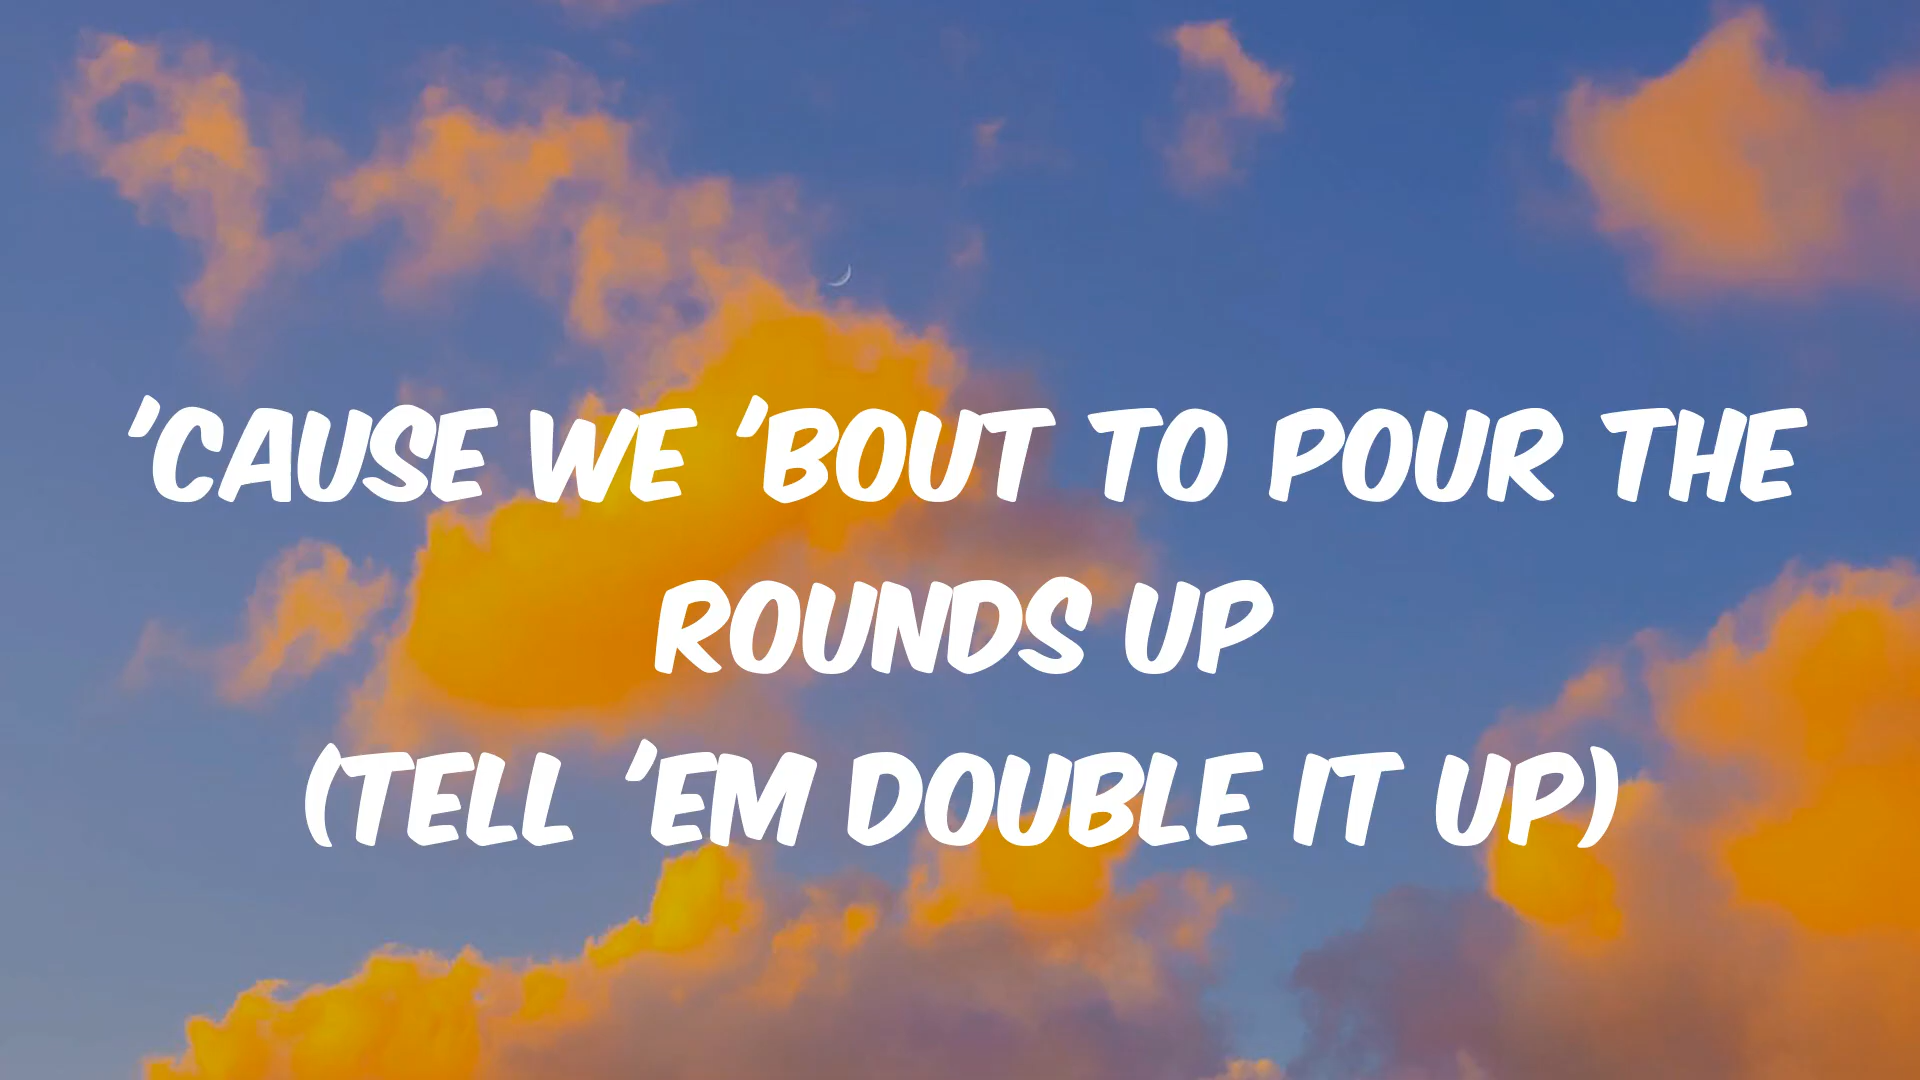 'CAUSE WE 'BOUT TO POUR THE
ROUNDS UP
(TELL 'EM DOUBLE IT UP)